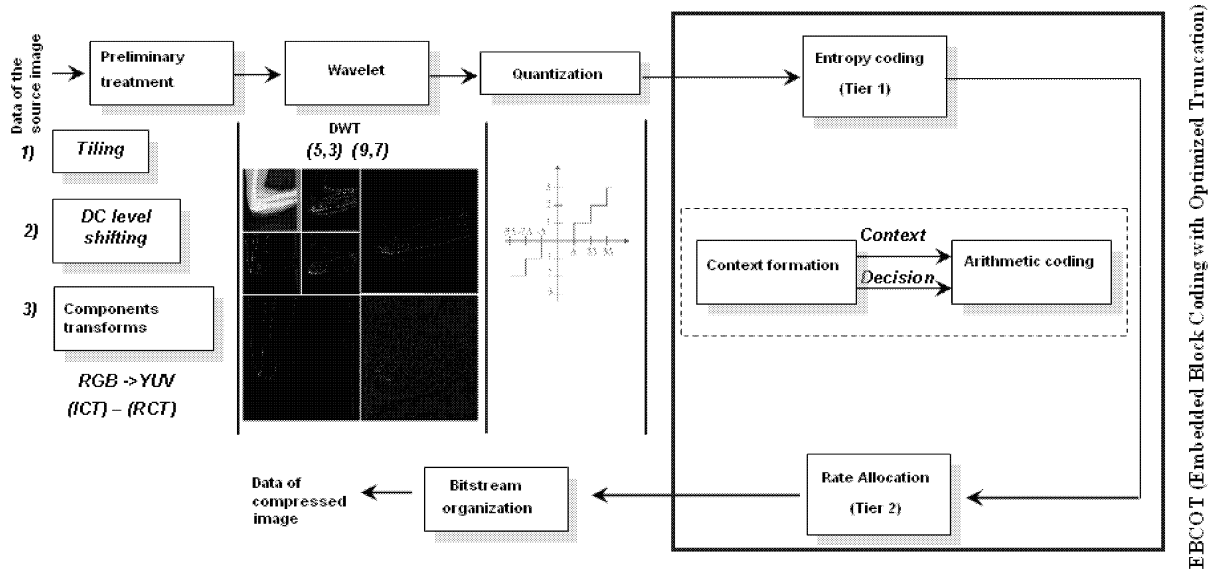 Data of the
source image
Preliminary
treatment
Wavelet
Quantization
Entropy coding
(Tier 1)
1) Tiling
2) DC level
shifting
3) Components
transforms
RGB ->YUV
(ICT) – (RCT)
DWT
(5,3) (9,7)
Context formation
Context
Decision
Arithmetic coding
Rate Allocation
(Tier 2)
Bitstream
organization
Data of
compressed
image
EBCOT (Embedded Block Coding with Optimized Truncation)